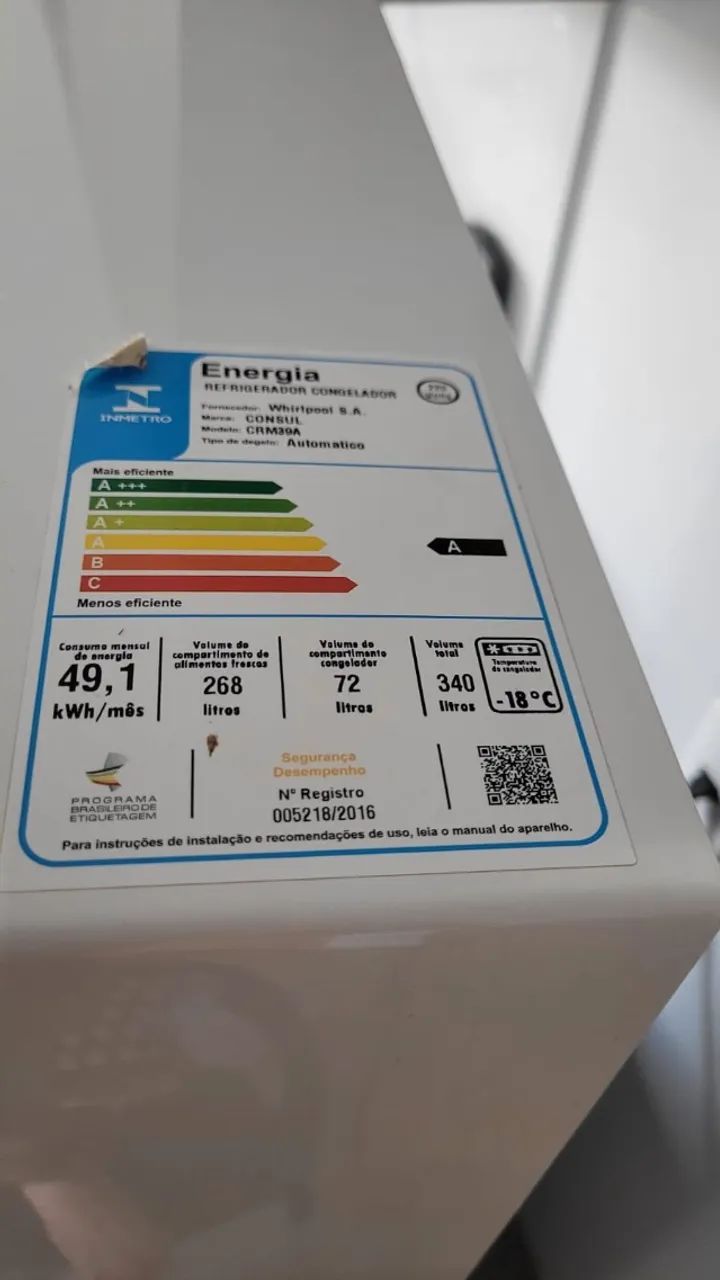 Energia
REFRIGERADOR CONGELADOR
Fornecedor: Whirlpool S.A.
Marca: CONSUL
Modelo: CRM39A
Tipo de degelo: Automatico
INMETRO
Mais eficiente
A +++
A ++
A +
A
B
C
A
Menos eficiente
Consumo mensal
de energia
49,1
kWh/mês
Volume do
compartimento de
alimentos frescos
268
litros
Volume do
compartimento
congelador
72
litros
Volume
total
340
litros
Temperatura
do congelador
-18°C
PROGRAMA
BRASILEIRO DE
ETIQUETAGEM
Segurança
Desempenho
Nº Registro
005218/2016
Para instruções de instalação e recomendações de uso, leia o manual do aparelho.